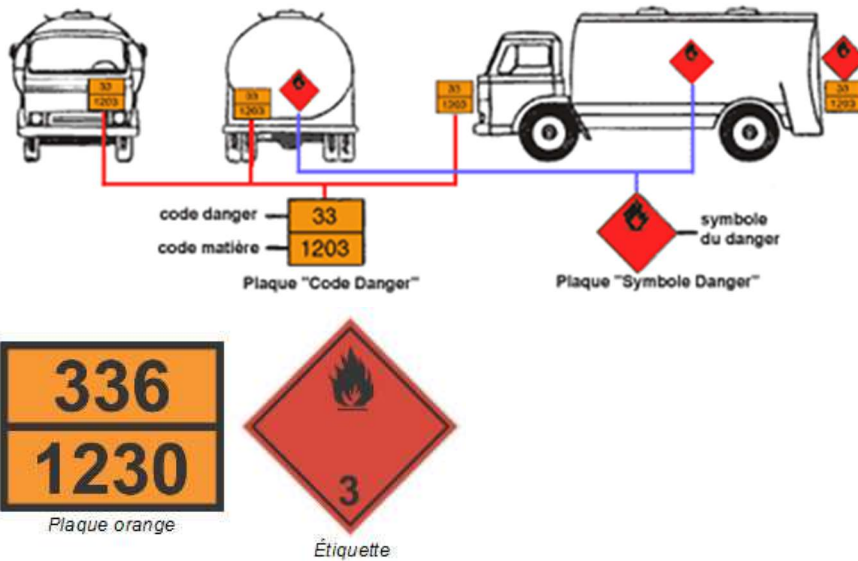 33
1203
33
1203
33
1203
33
1203
code danger
33
code matière
1203
Plaque "Code Danger"
symbole
du danger
Plaque "Symbole Danger"
336
1230
3
Plaque orange
Étiquette